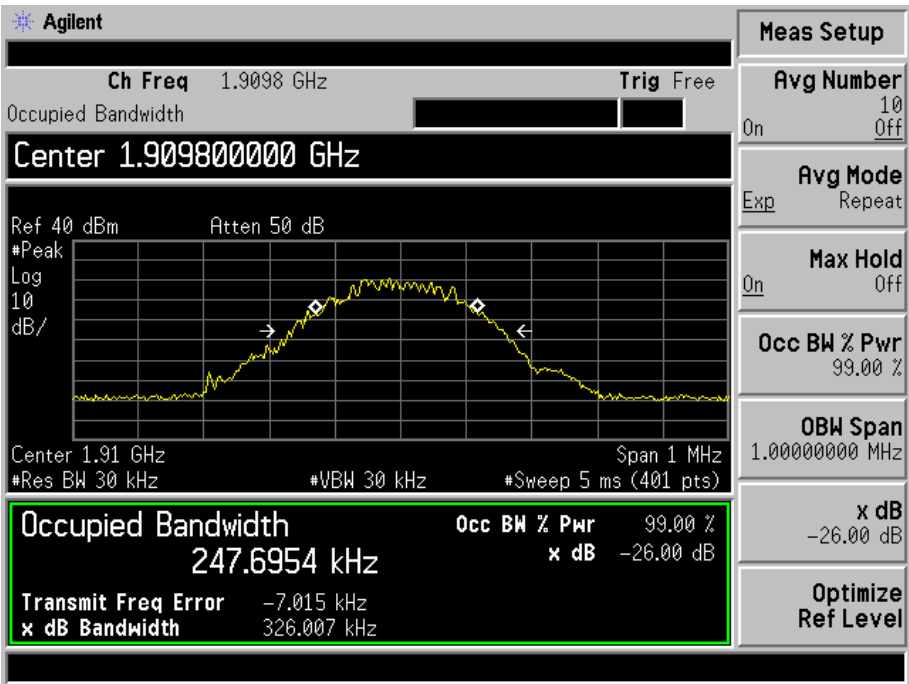 Agilent
Meas Setup
Ch Freq 1.9098 GHz Trig Free
Occupied Bandwidth
Center 1.909800000 GHz
Ref 40 dBm Atten 50 dB
#Peak
Log
10
dB/
Center 1.91 GHz Span 1 MHz
#Res BW 30 kHz #VBW 30 kHz #Sweep 5 ms (401 pts)
Occupied Bandwidth Occ BW % Pwr 99.00 %
247.6954 kHz x dB -26.00 dB
Transmit Freq Error -7.015 kHz
x dB Bandwidth 326.007 kHz
Avg Number
10
On Off
Avg Mode
Exp Repeat
Max Hold
On Off
Occ BW % Pwr
99.00 %
OBW Span
1.00000000 MHz
x dB
-26.00 dB
Optimize
Ref Level